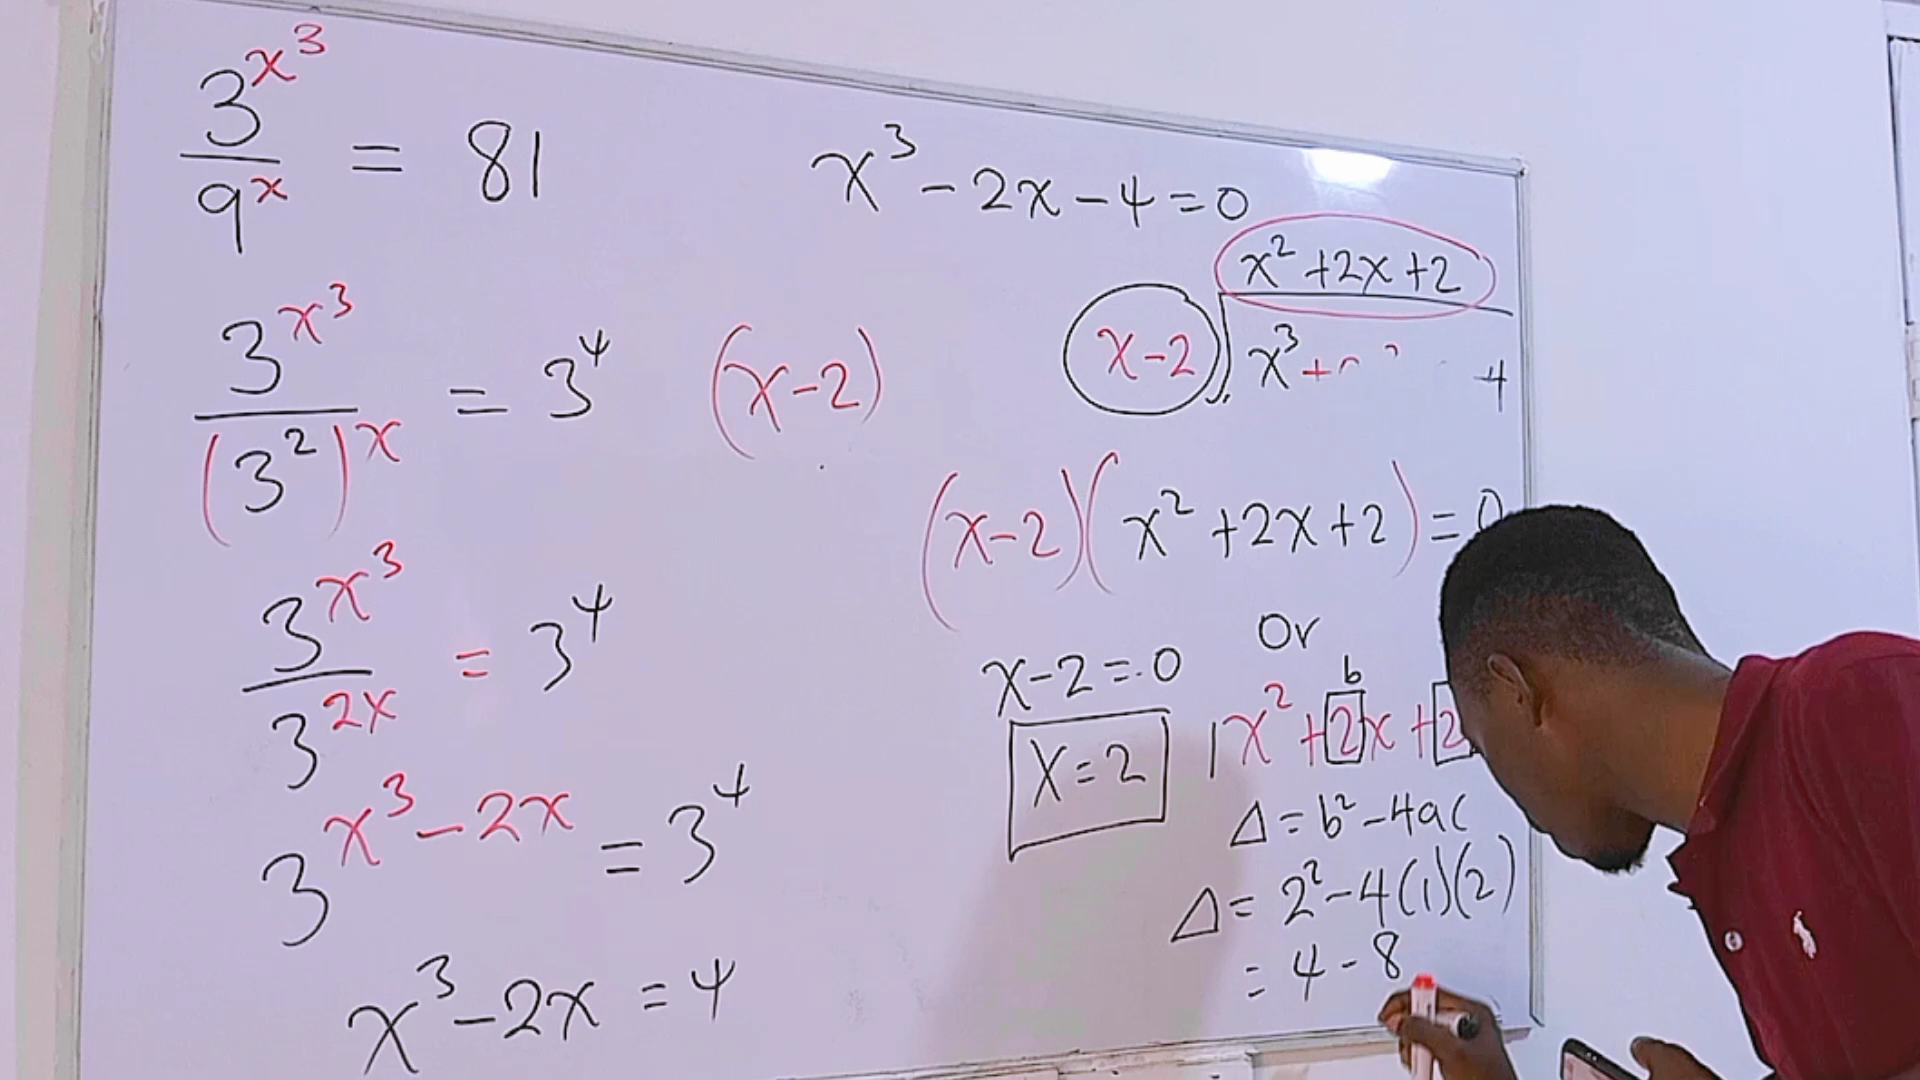 3^{x^3} / 9^x = 81
3^{x^3} / (3^2)^x = 3^4
3^{x^3} / 3^{2x} = 3^4
3^{x^3-2x} = 3^4
x^3-2x = 4
(x-2)
x^3-2x-4=0
x^2+2x+2
x-2 x^3+ 4
(x-2)(x^2+2x+2)=0
x-2=0
X=2
Or
b
1x^2+2x+2
Δ=b^2-4ac
Δ=2^2-4(1)(2)
=4-8